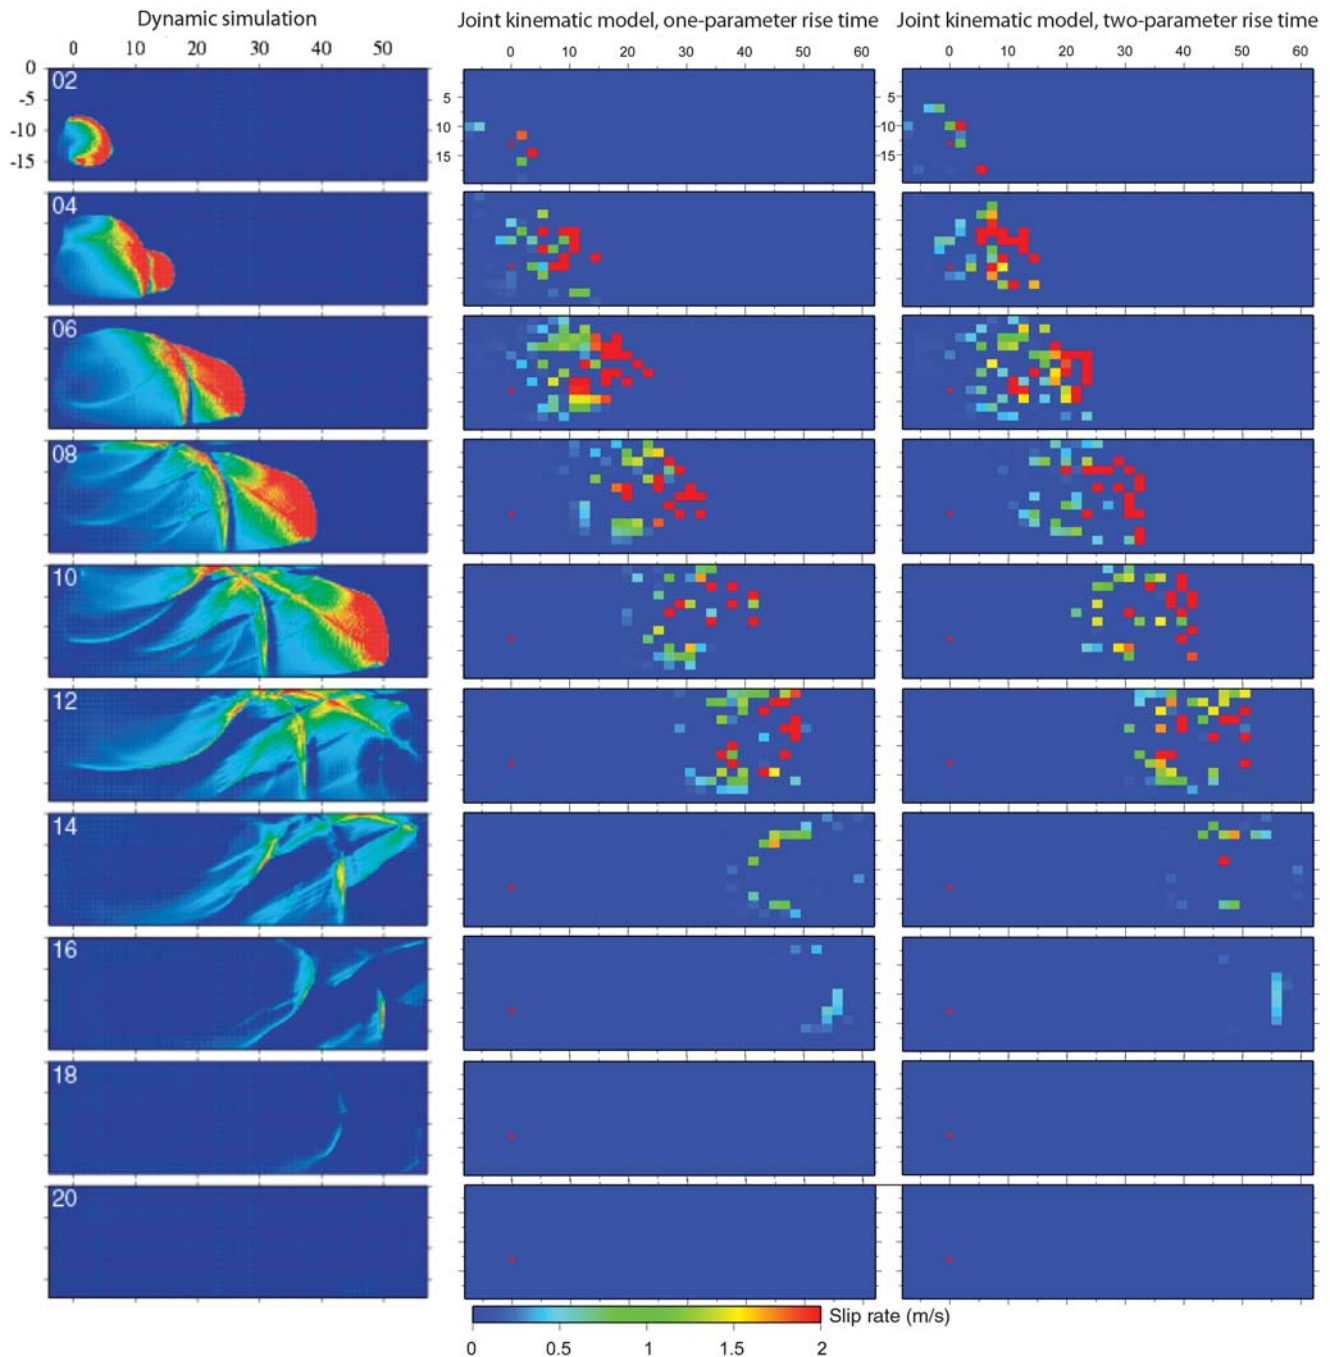 Dynamic simulation
Joint kinematic model, one-parameter rise time
Joint kinematic model, two-parameter rise time
0 10 20 30 40 50
0 10 20 30 40 50 60
0 10 20 30 40 50 60
0
-5
-10
-15
5
10
15
5
10
15
02
04
06
08
10
12
14
16
18
20
Slip rate (m/s)
0 0.5 1 1.5 2